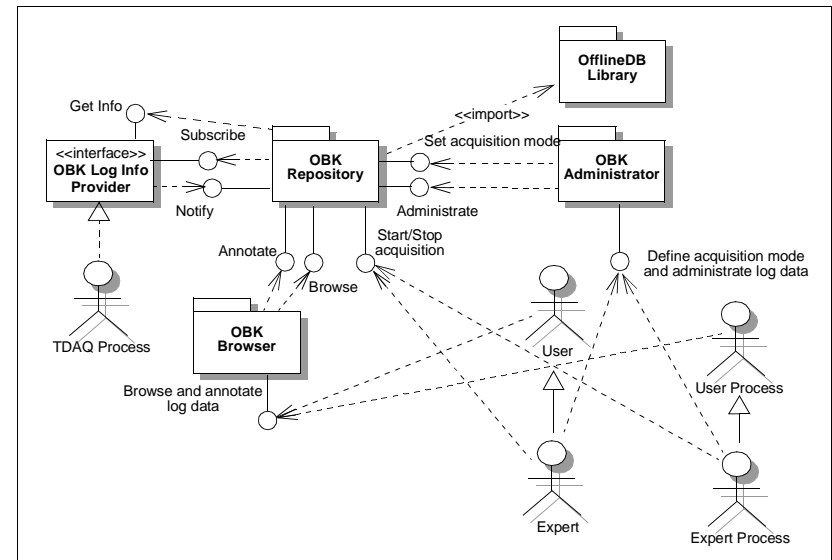 OfflineDB
Library
Get Info
<<import>>
Subscribe
Set acquisition mode
<<interface>>
OBK Log Info
Provider
OBK
Repository
OBK
Administrator
Notify
Administrate
Start/Stop
acquisition
Annotate
Browse
Define acquisition mode
and administrate log data
OBK
Browser
TDAQ Process
User
User Process
Browse and annotate
log data
Expert
Expert Process